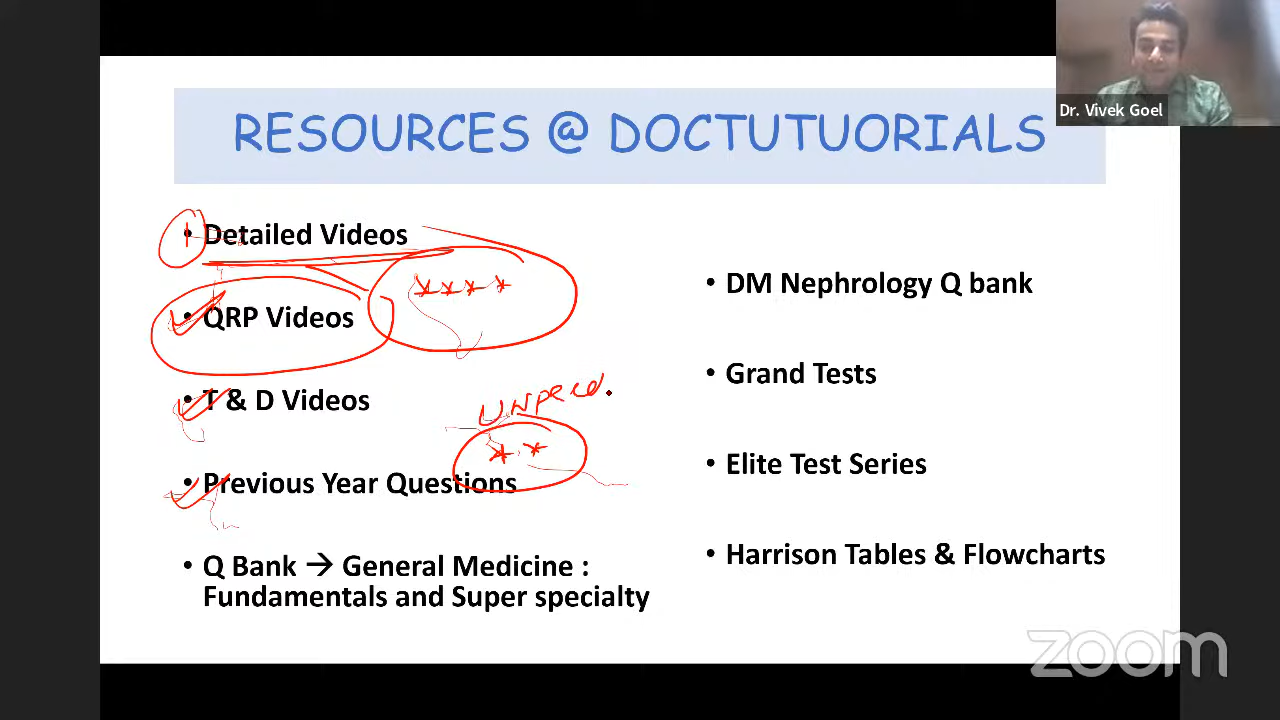 Dr. Vivek Goel
RESOURCES @ DOCTUTUORIALS
• Detailed Videos
* * * *
• QRP Videos
• T & D Videos
* *
• Previous Year Questions
• Q Bank → General Medicine :
Fundamentals and Super specialty
• DM Nephrology Q bank
• Grand Tests
• Elite Test Series
• Harrison Tables & Flowcharts
zoom